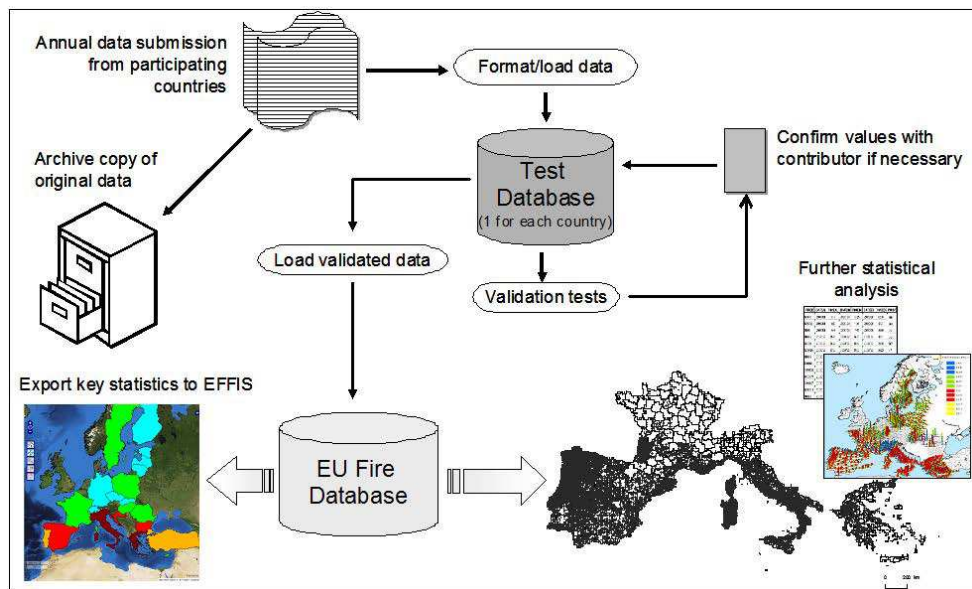 Annual data submission
from participating
countries
Format/load data
Archive copy of
original data
Test
Database
(1 for each country)
Confirm values with
contributor if necessary
Load validated data
Validation tests
Further statistical
analysis
Export key statistics to EFFIS
EU Fire
Database